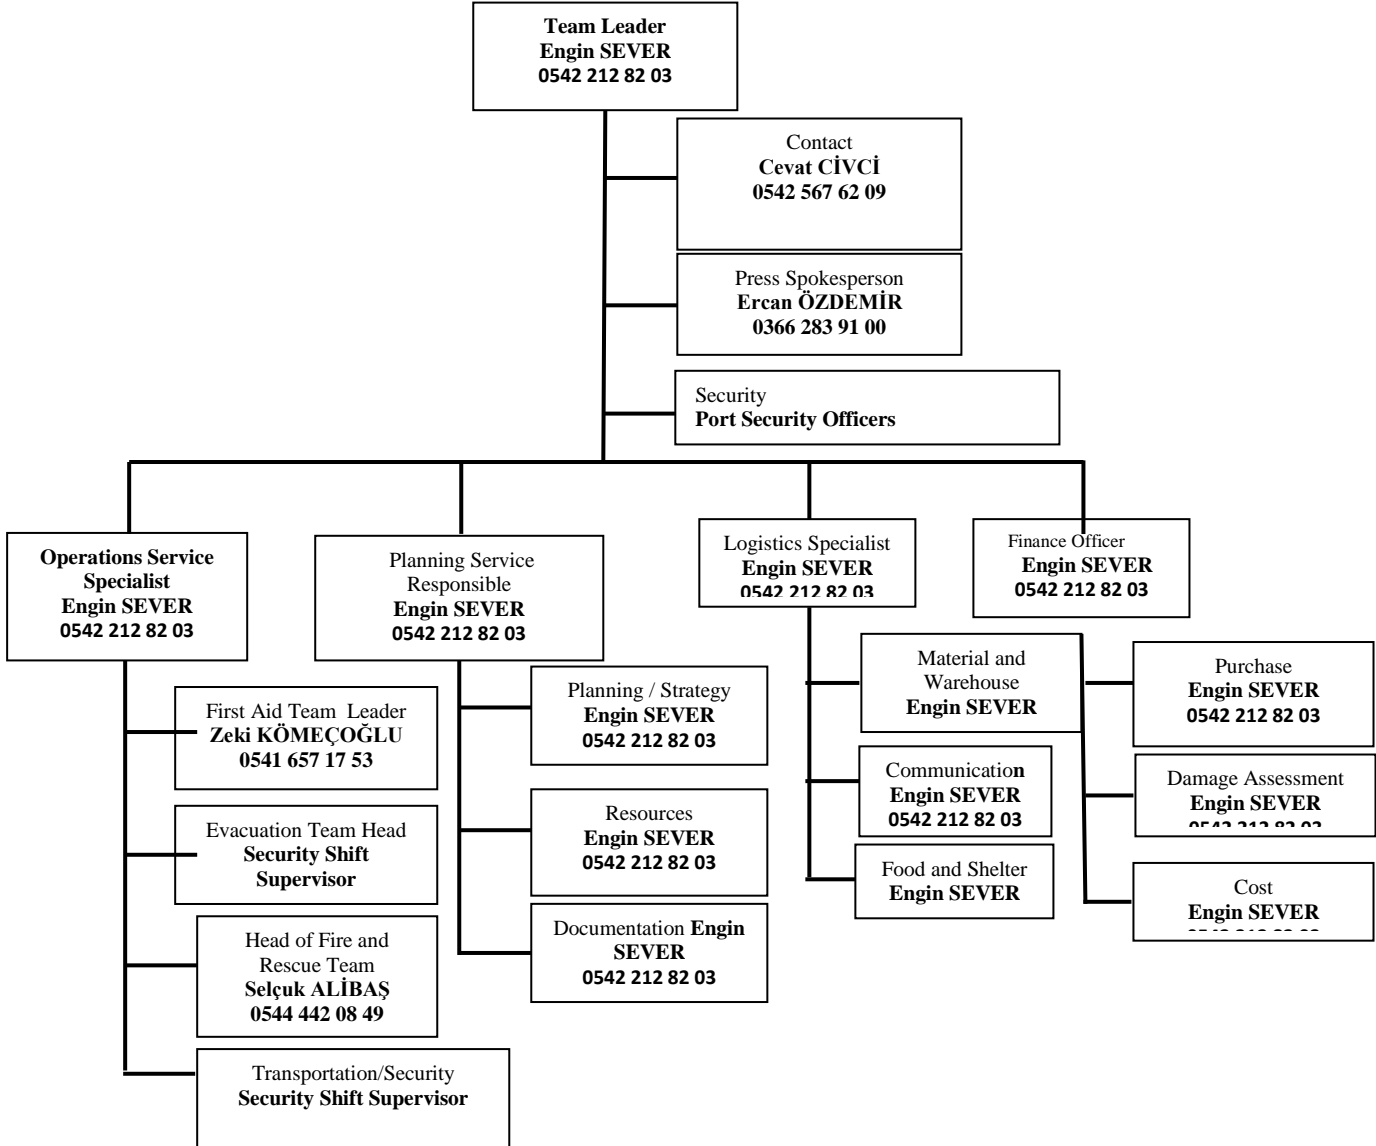 Team Leader
Engin SEVER
0542 212 82 03
Contact
Cevat CİVCİ
0542 567 62 09
Press Spokesperson
Ercan ÖZDEMİR
0366 283 91 00
Security
Port Security Officers
Operations Service
Specialist
Engin SEVER
0542 212 82 03
Planning Service
Responsible
Engin SEVER
0542 212 82 03
Logistics Specialist
Engin SEVER
0542 212 82 03
Finance Officer
Engin SEVER
0542 212 82 03
First Aid Team Leader
Zeki KÖMEÇOĞLU
0541 657 17 53
Evacuation Team Head
Security Shift
Supervisor
Head of Fire and
Rescue Team
Selçuk ALİBAŞ
0544 442 08 49
Transportation/Security
Security Shift Supervisor
Planning / Strategy
Engin SEVER
0542 212 82 03
Resources
Engin SEVER
0542 212 82 03
Documentation Engin
SEVER
0542 212 82 03
Material and
Warehouse
Engin SEVER
Communication
Engin SEVER
0542 212 82 03
Food and Shelter
Engin SEVER
Purchase
Engin SEVER
0542 212 82 03
Damage Assessment
Engin SEVER
Cost
Engin SEVER